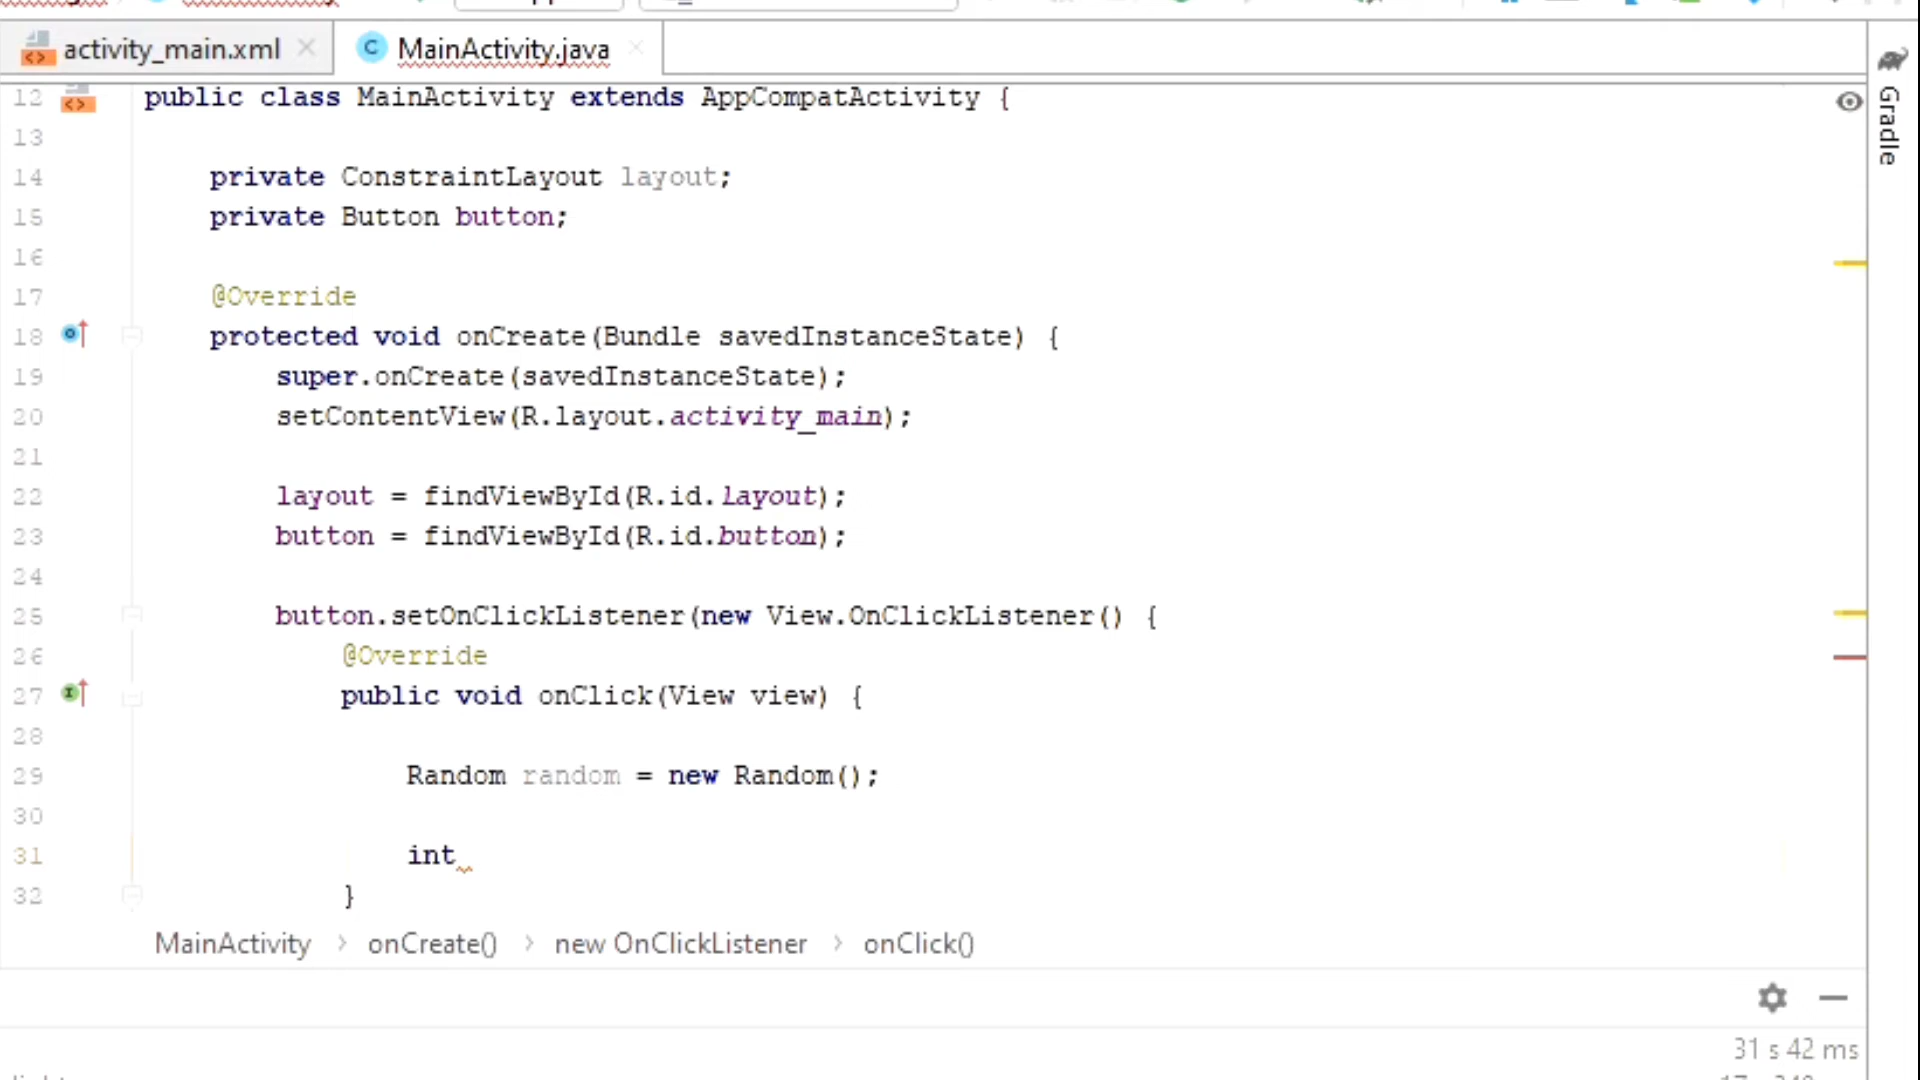 activity_main.xml
MainActivity.java
Gradle
12 public class MainActivity extends AppCompatActivity {
13
14 private ConstraintLayout layout;
15 private Button button;
16
17 @Override
18 protected void onCreate(Bundle savedInstanceState) {
19 super.onCreate(savedInstanceState);
20 setContentView(R.layout.activity_main);
21
22 layout = findViewById(R.id.layout);
23 button = findViewById(R.id.button);
24
25 button.setOnClickListener(new View.OnClickListener() {
26 @Override
27 public void onClick(View view) {
28
29 Random random = new Random();
30
31 int
32 }
MainActivity > onCreate() > new OnClickListener > onClick()
31 s 42 ms